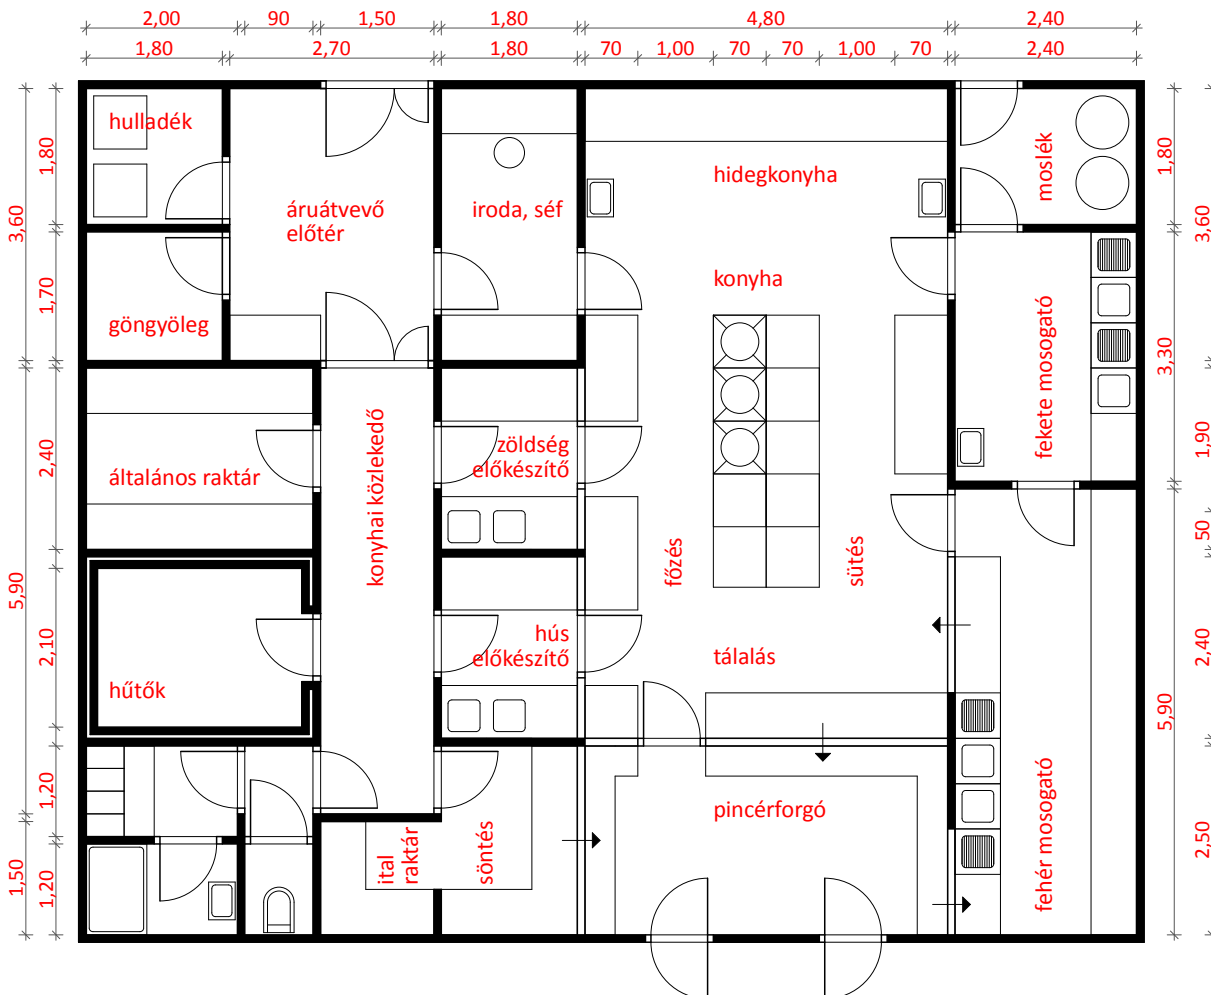 2,00 90 1,50 1,80 4,80 2,40
1,80 2,70 1,80 70 1,00 70 70 1,00 70 2,40
hulladék
áruátvevő
előtér
iroda, séf
hidegkonyha
moslék
konyha
göngyöleg
fekete mosogató
általános raktár
konyhai közlekedő
zöldség
előkészítő
főzés
sütés
hús
előkészítő
tálalás
hűtők
ital
raktár
söntés
pincérforgó
fehér mosogató
3,60
5,90
1,50
1,80
1,70
2,40
2,10
1,20
1,20
1,80
3,30
5,90
3,60
1,90
50
2,40
2,50